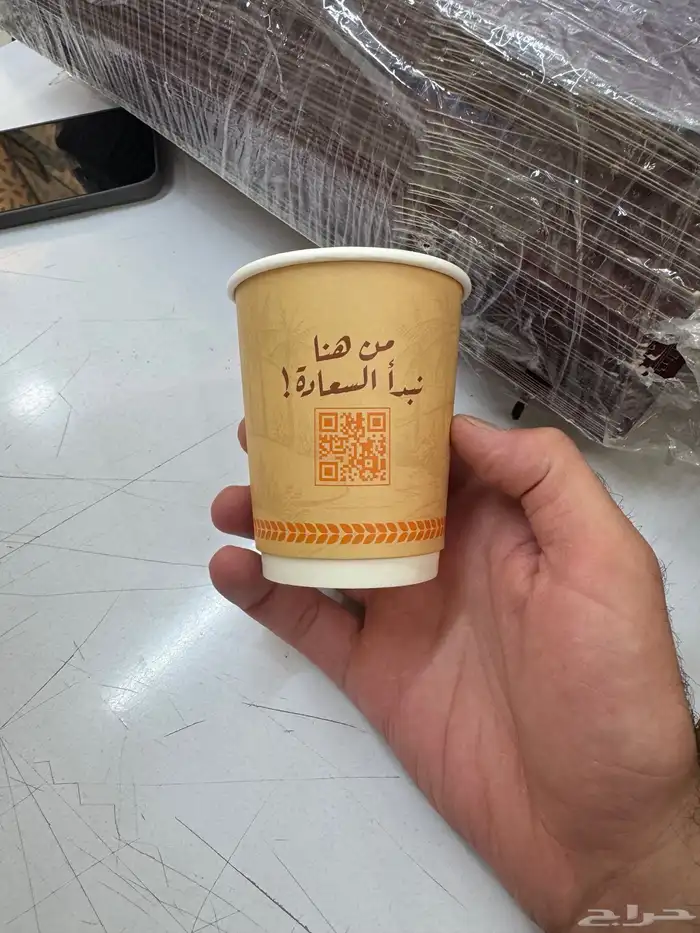 من هنا
نبدأ السعادة!
حراج